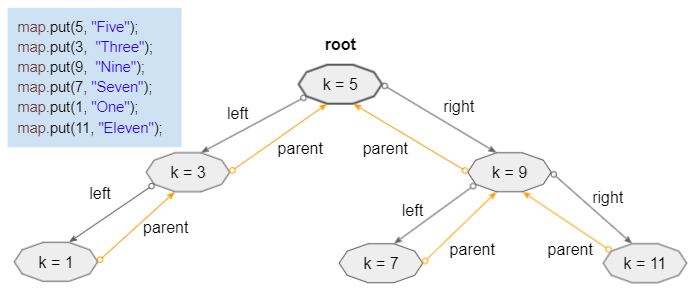 map.put(5, "Five");
map.put(3, "Three");
map.put(9, "Nine");
map.put(7, "Seven");
map.put(1, "One");
map.put(11, "Eleven");
root
k = 5
left
right
parent
parent
k = 3
k = 9
left
right
left
parent
parent
parent
k = 1
k = 7
k = 11